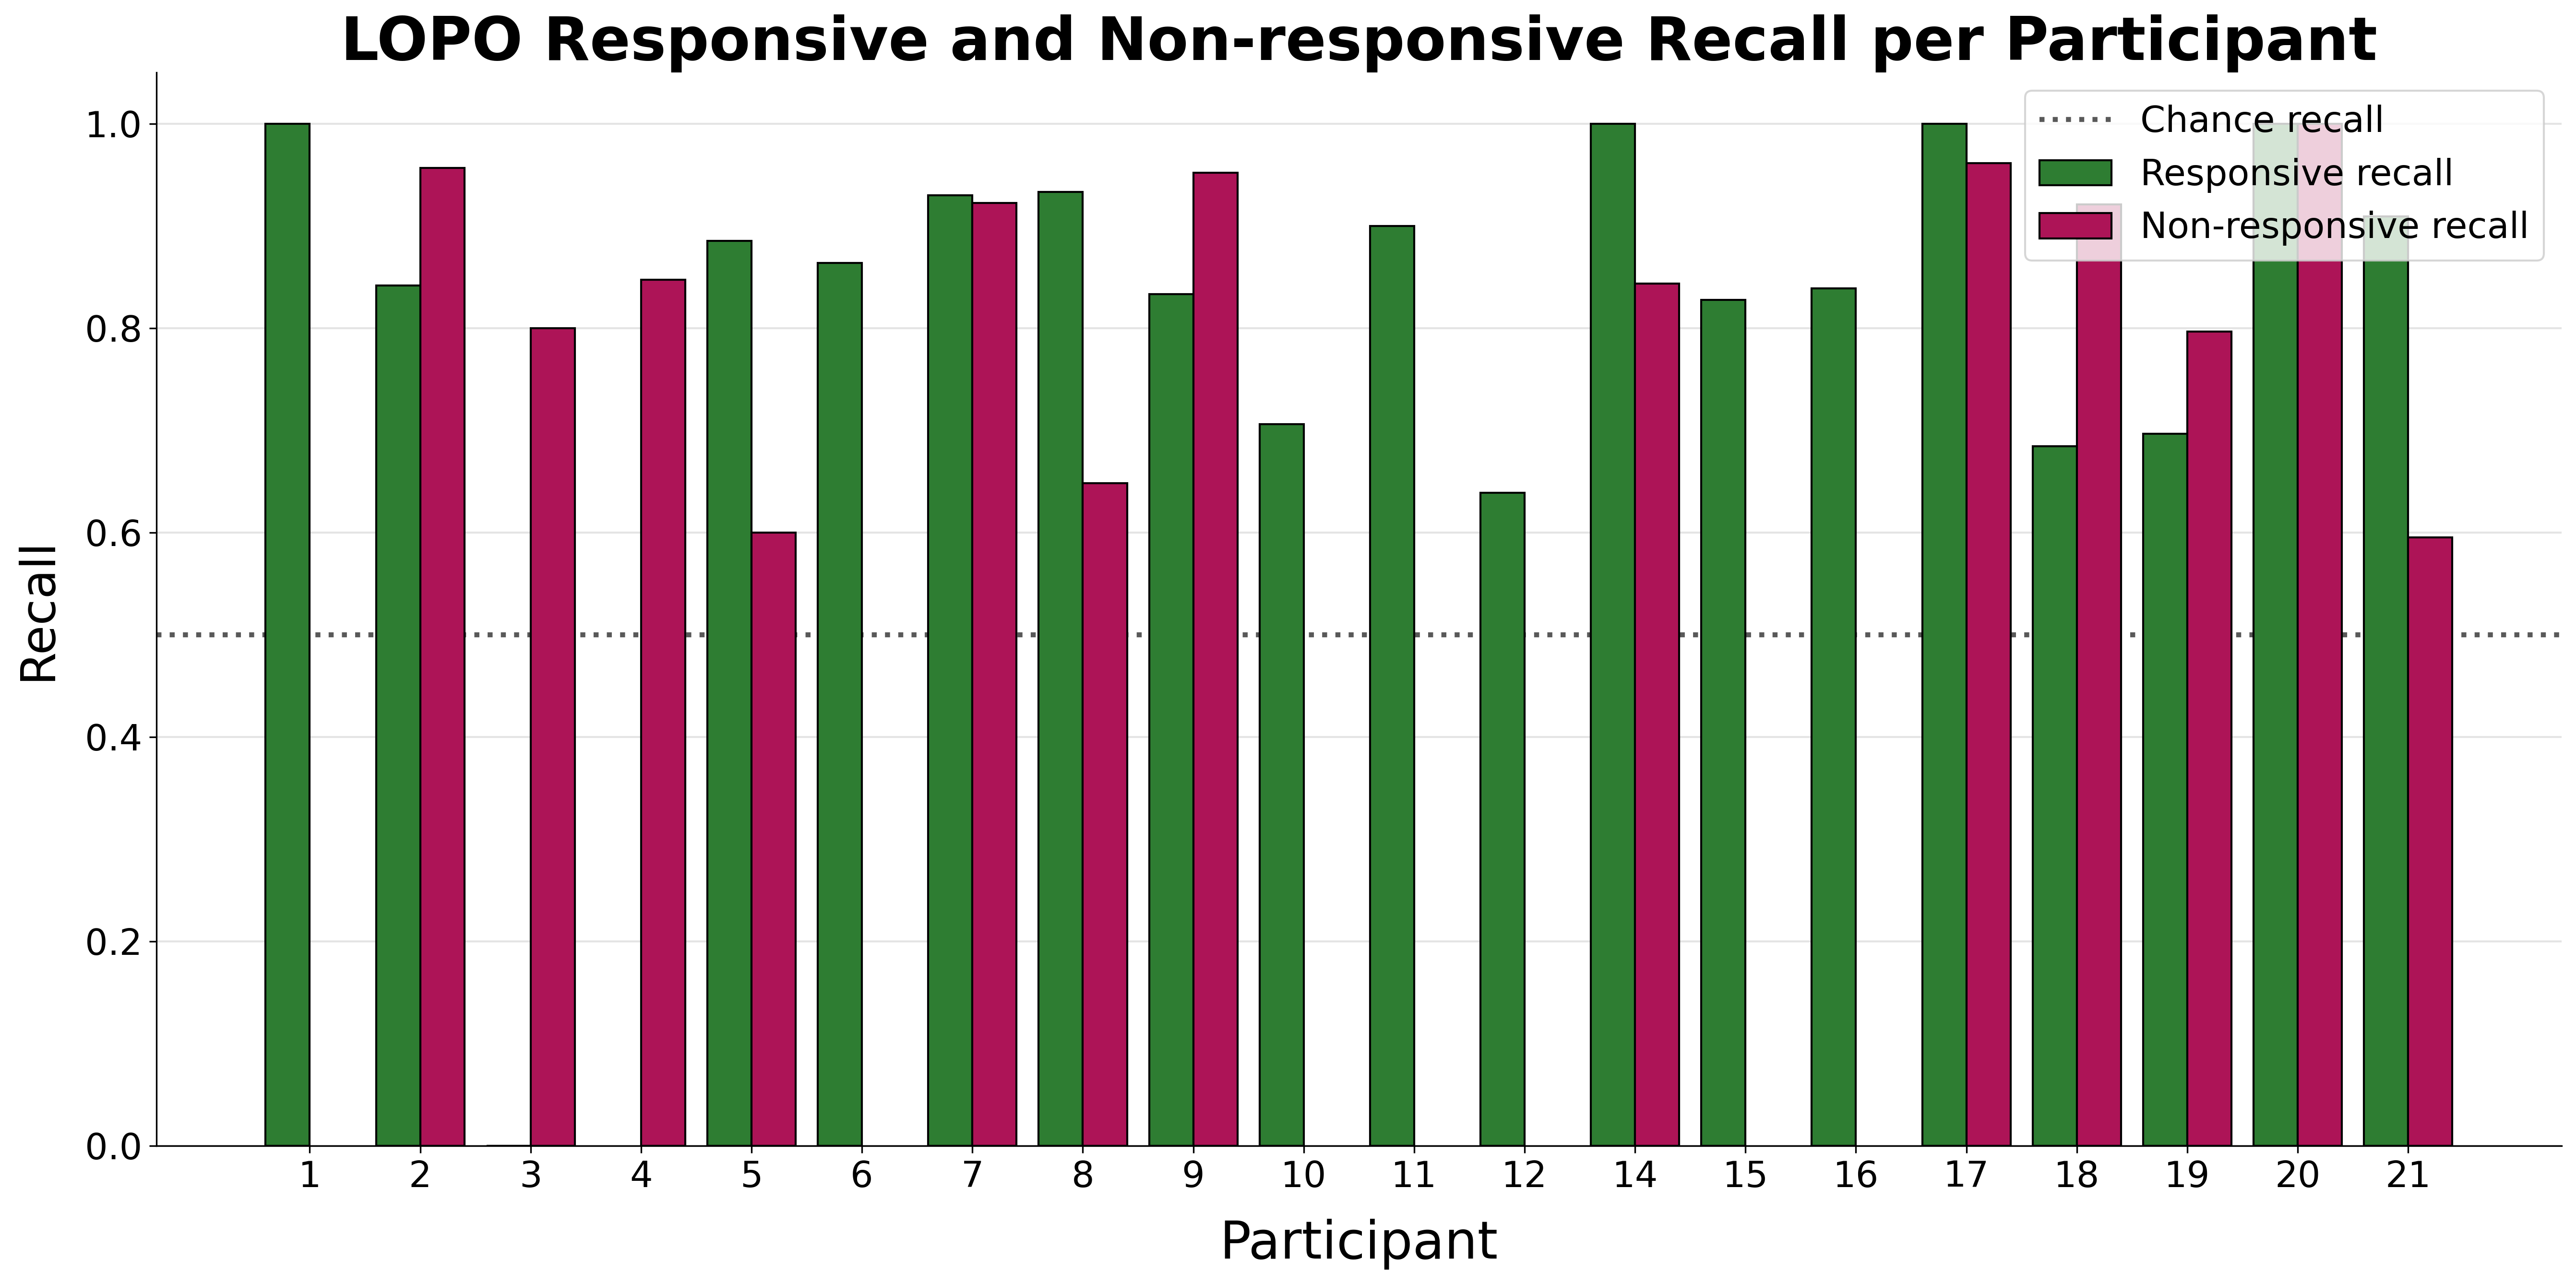 LOPO Responsive and Non-responsive Recall per Participant
Chance recall
Responsive recall
Non-responsive recall
1.0
0.8
0.6
0.4
0.2
0.0
Recall
1 2 3 4 5 6 7 8 9 10 11 12 14 15 16 17 18 19 20 21
Participant